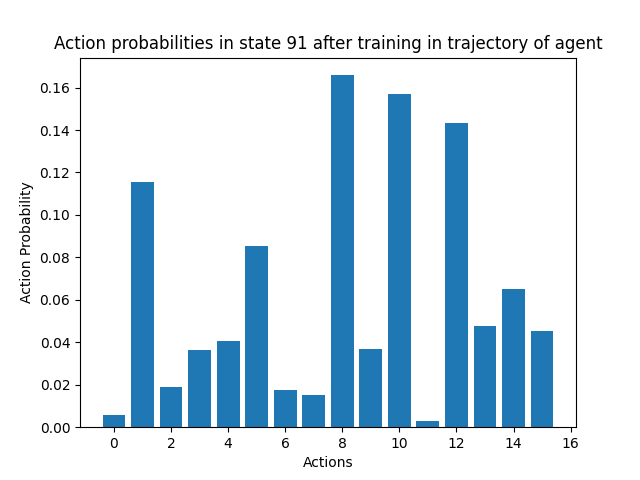 Action probabilities in state 91 after training in trajectory of agent
0.16
0.14
0.12
0.10
0.08
0.06
0.04
0.02
0.00
Action Probability
0 2 4 6 8 10 12 14 16
Actions